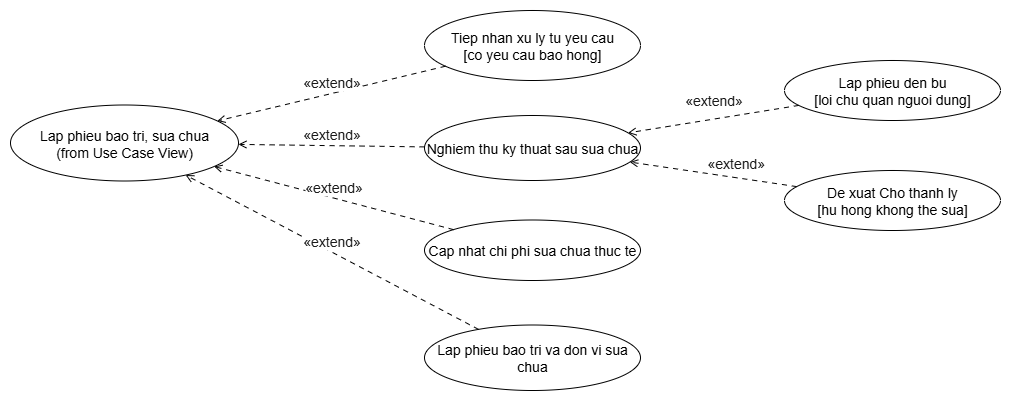 Tiep nhan xu ly tu yeu cau
[co yeu cau bao hong]
«extend»
Lap phieu den bu
[loi chu quan nguoi dung]
«extend»
Lap phieu bao tri, sua chua
(from Use Case View)
«extend»
Nghiem thu ky thuat sau sua chua
«extend»
De xuat Cho thanh ly
[hu hong khong the sua]
«extend»
Cap nhat chi phi sua chua thuc te
«extend»
Lap phieu bao tri va don vi sua
chua